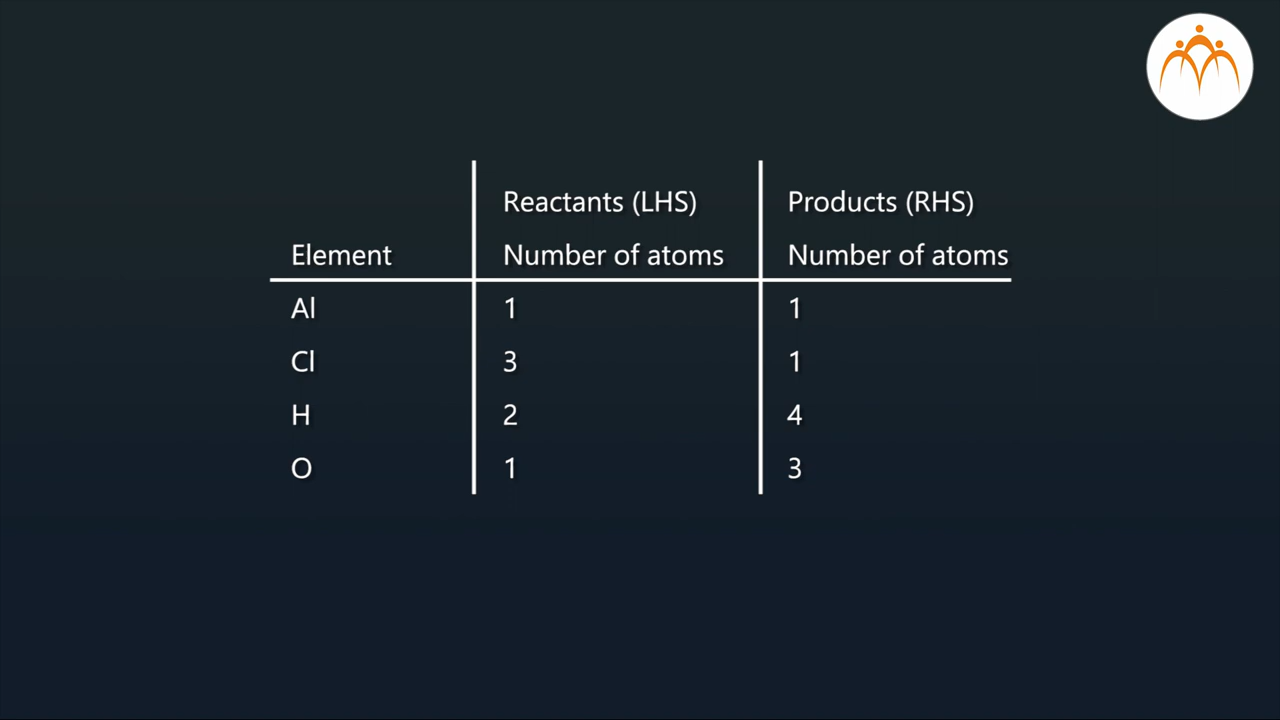 Reactants (LHS) Products (RHS)
Element Number of atoms Number of atoms
Al 1 1
Cl 3 1
H 2 4
O 1 3